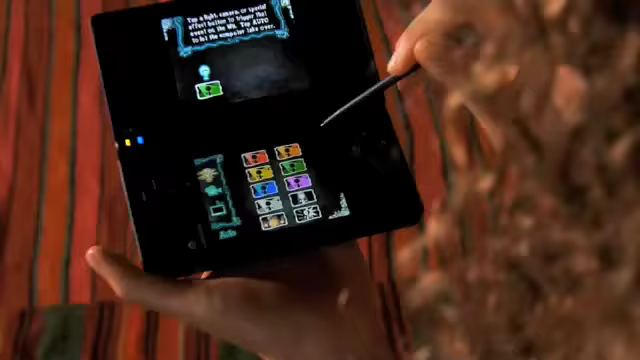 Tap a light, camera, or special
effect button to trigger that
event on the Wii. Tap AUTO
to let the computer take over.
Auto